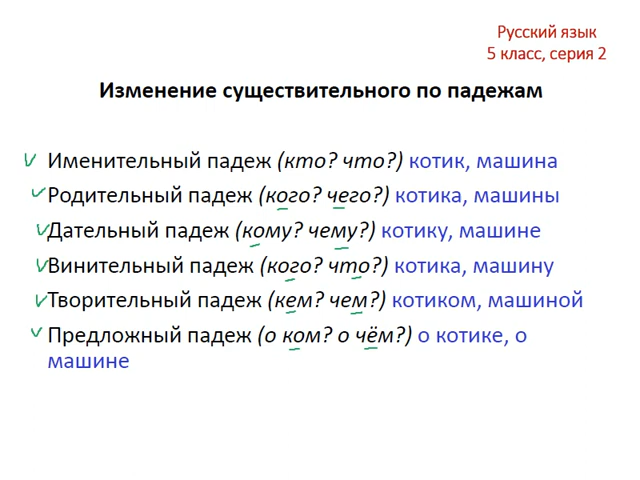 Русский язык
5 класс, серия 2
Изменение существительного по падежам
Именительный падеж (кто? что?) котик, машина
Родительный падеж (кого? чего?) котика, машины
Дательный падеж (кому? чему?) котику, машине
Винительный падеж (кого? что?) котика, машину
Творительный падеж (кем? чем?) котиком, машиной
Предложный падеж (о ком? о чём?) о котике, о
машине